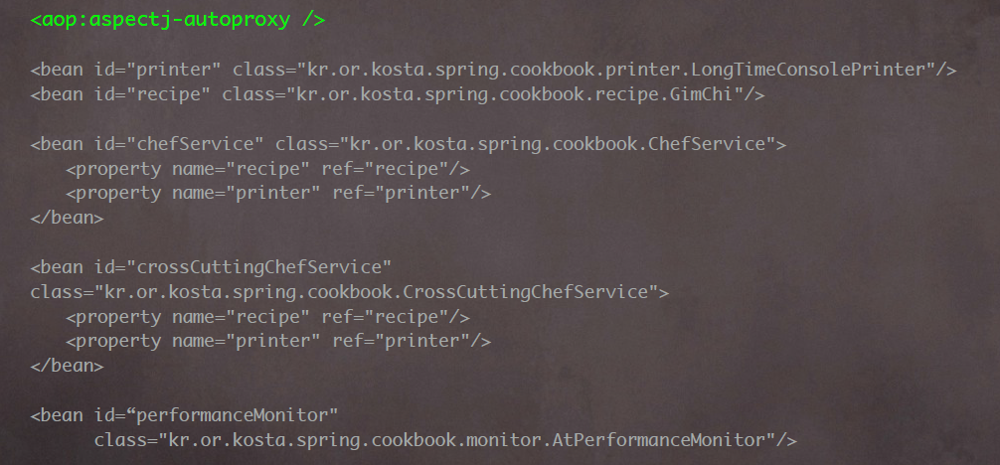 <aop:aspectj-autoproxy />
<bean id="printer" class="kr.or.kosta.spring.cookbook.printer.LongTimeConsolePrinter"/>
<bean id="recipe" class="kr.or.kosta.spring.cookbook.recipe.GimChi"/>
<bean id="chefService" class="kr.or.kosta.spring.cookbook.ChefService">
<property name="recipe" ref="recipe"/>
<property name="printer" ref="printer"/>
</bean>
<bean id="crossCuttingChefService"
class="kr.or.kosta.spring.cookbook.CrossCuttingChefService">
<property name="recipe" ref="recipe"/>
<property name="printer" ref="printer"/>
</bean>
<bean id=“performanceMonitor"
class="kr.or.kosta.spring.cookbook.monitor.AtPerformanceMonitor"/>